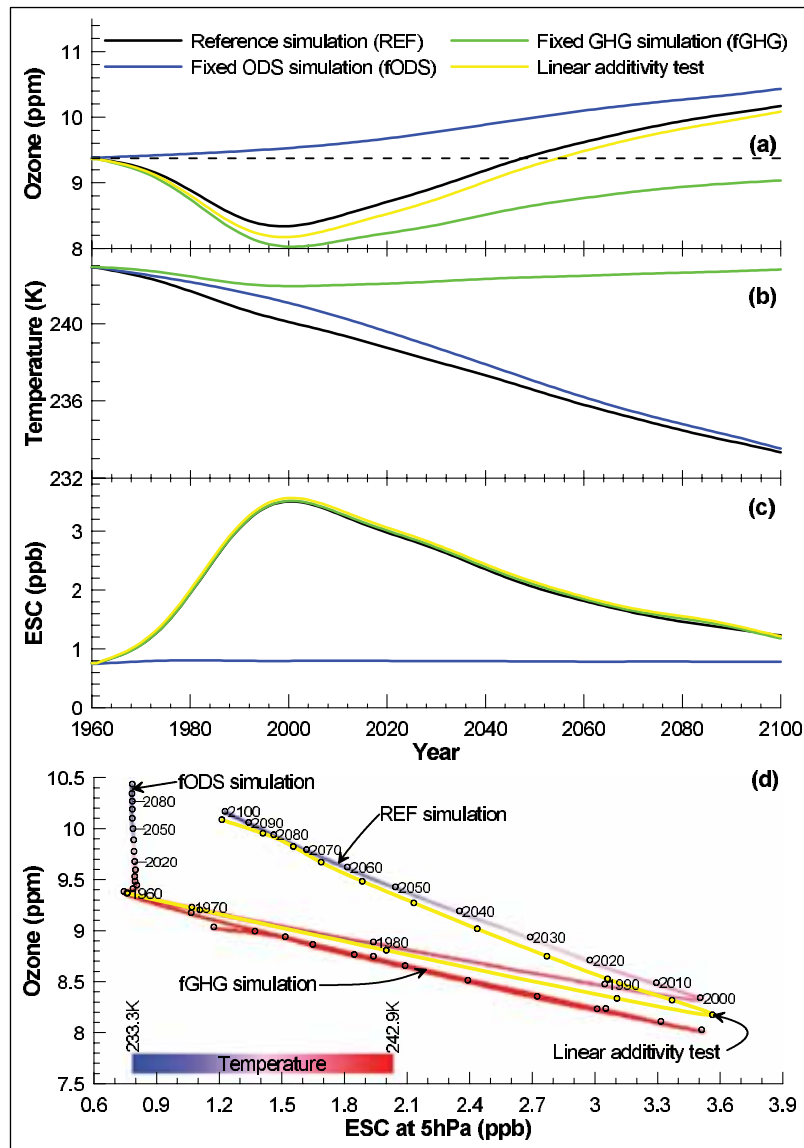 Reference simulation (REF)
Fixed GHG simulation (fGHG)
Fixed ODS simulation (fODS)
Linear additivity test
11
10
9
8
Ozone (ppm)
(a)
240
236
232
Temperature (K)
(b)
3
2
1
0
ESC (ppb)
(c)
1960 1980 2000 2020 2040 2060 2080 2100
Year
10.5
10
9.5
9
8.5
8
7.5
Ozone (ppm)
(d)
fODS simulation
2080
2050
2020
1960
1970
1980
1990
2000
2010
2020
2030
2040
2050
2060
2070
2080
2090
2100
REF simulation
fGHG simulation
Linear additivity test
233.3K
Temperature
242.9K
0.6 0.9 1.2 1.5 1.8 2.1 2.4 2.7 3 3.3 3.6 3.9
ESC at 5hPa (ppb)